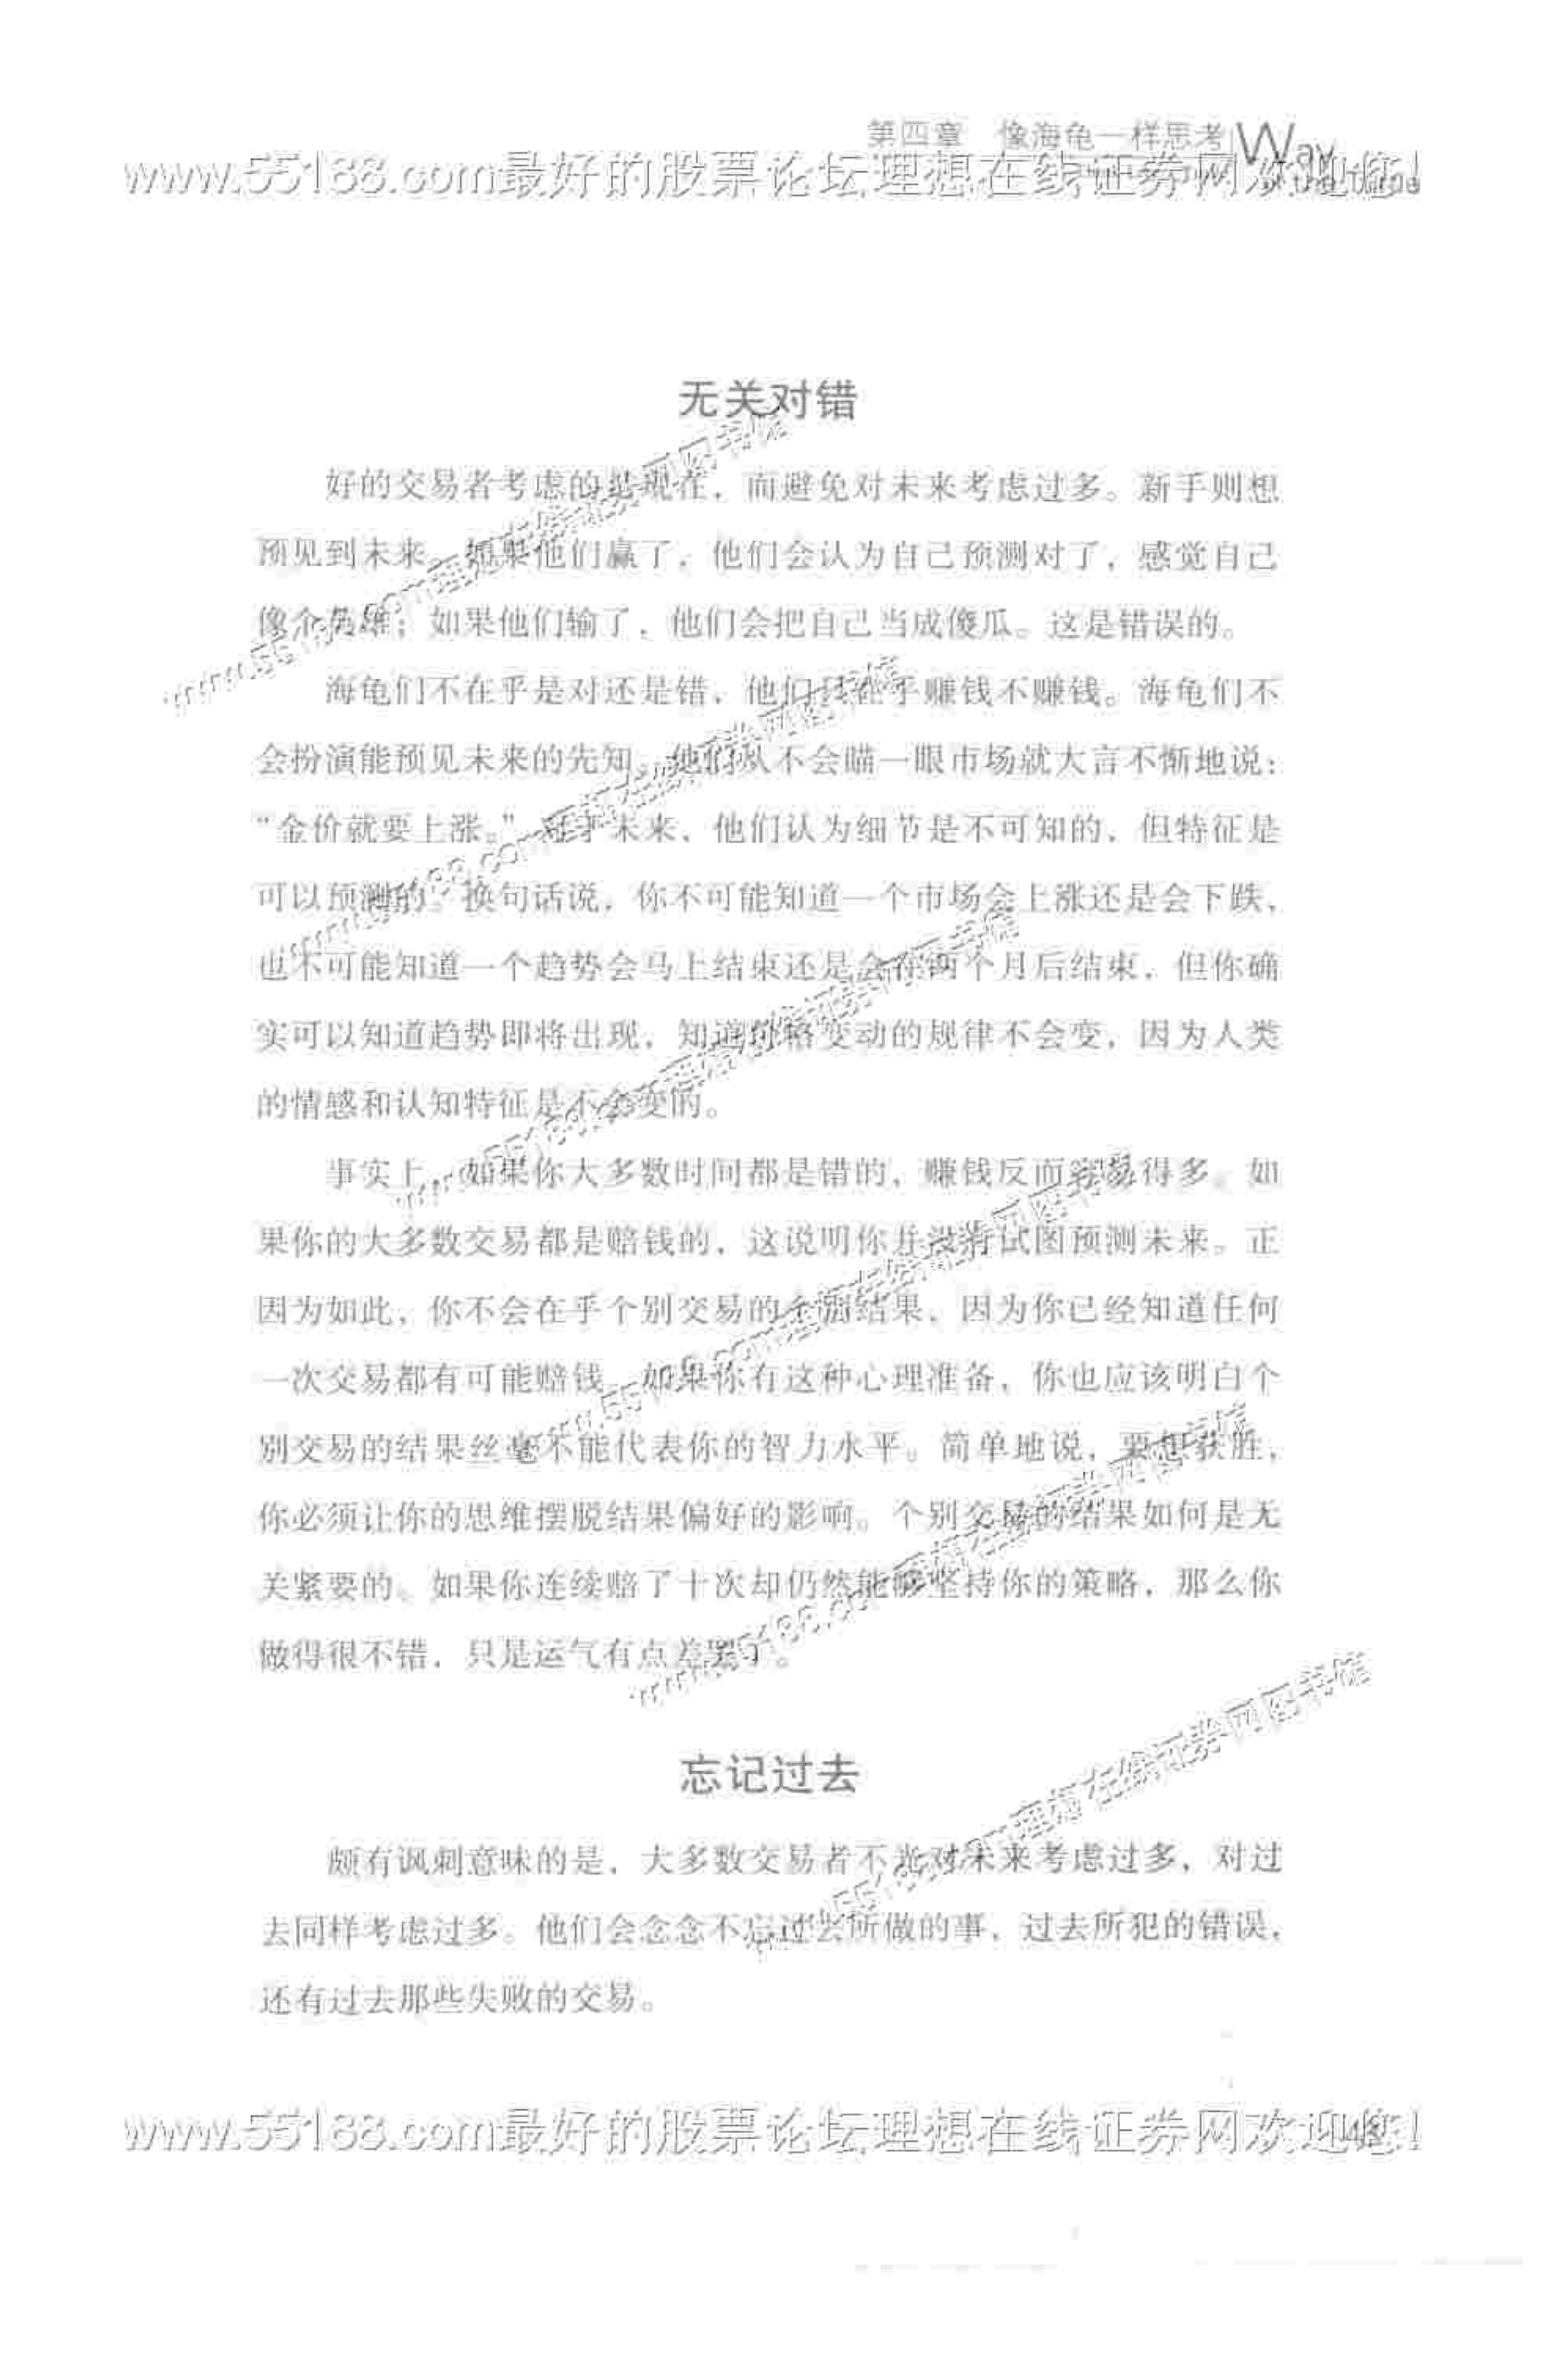 第四章 像海龟一样思考 Way
www.55188.com最好的股票论坛理想在线证券网欢迎您!
无关对错
好的交易者考虑的是现在，而避免对未来考虑过多。新手则想
预见到未来。如果他们赢了，他们会认为自己预测对了，感觉自己
像个英雄；如果他们输了，他们会把自己当成傻瓜。这是错误的。
海龟们不在乎是对还是错，他们只在乎赚钱不赚钱。海龟们不
会扮演能预见未来的先知，他们从不会瞄一眼市场就大言不惭地说：
“金价就要上涨。”对于未来，他们认为细节是不可知的，但特征是
可以预测的。换句话说，你不可能知道一个市场会上涨还是会下跌，
也不可能知道一个趋势会马上结束还是会在两个月后结束，但你确
实可以知道趋势即将出现，知道价格变动的规律不会变，因为人类
的情感和认知特征是不会变的。
事实上，如果你大多数时间都是错的，赚钱反而容易得多。如
果你的大多数交易都是赔钱的，这说明你并没有试图预测未来。正
因为如此，你不会在乎个别交易的个别结果，因为你已经知道任何
一次交易都有可能赔钱。如果你有这种心理准备，你也应该明白个
别交易的结果丝毫不能代表你的智力水平。简单地说，要想获胜，
你必须让你的思维摆脱结果偏好的影响。个别交易的结果如何是无
关紧要的。如果你连续赔了十次却仍然能够坚持你的策略，那么你
做得很不错，只是运气有点差罢了。
忘记过去
颇有讽刺意味的是，大多数交易者不光对未来考虑过多，对过
去同样考虑过多。他们会念念不忘过去所做的事，过去所犯的错误，
还有过去那些失败的交易。
www.55188.com最好的股票论坛理想在线证券网欢迎您!